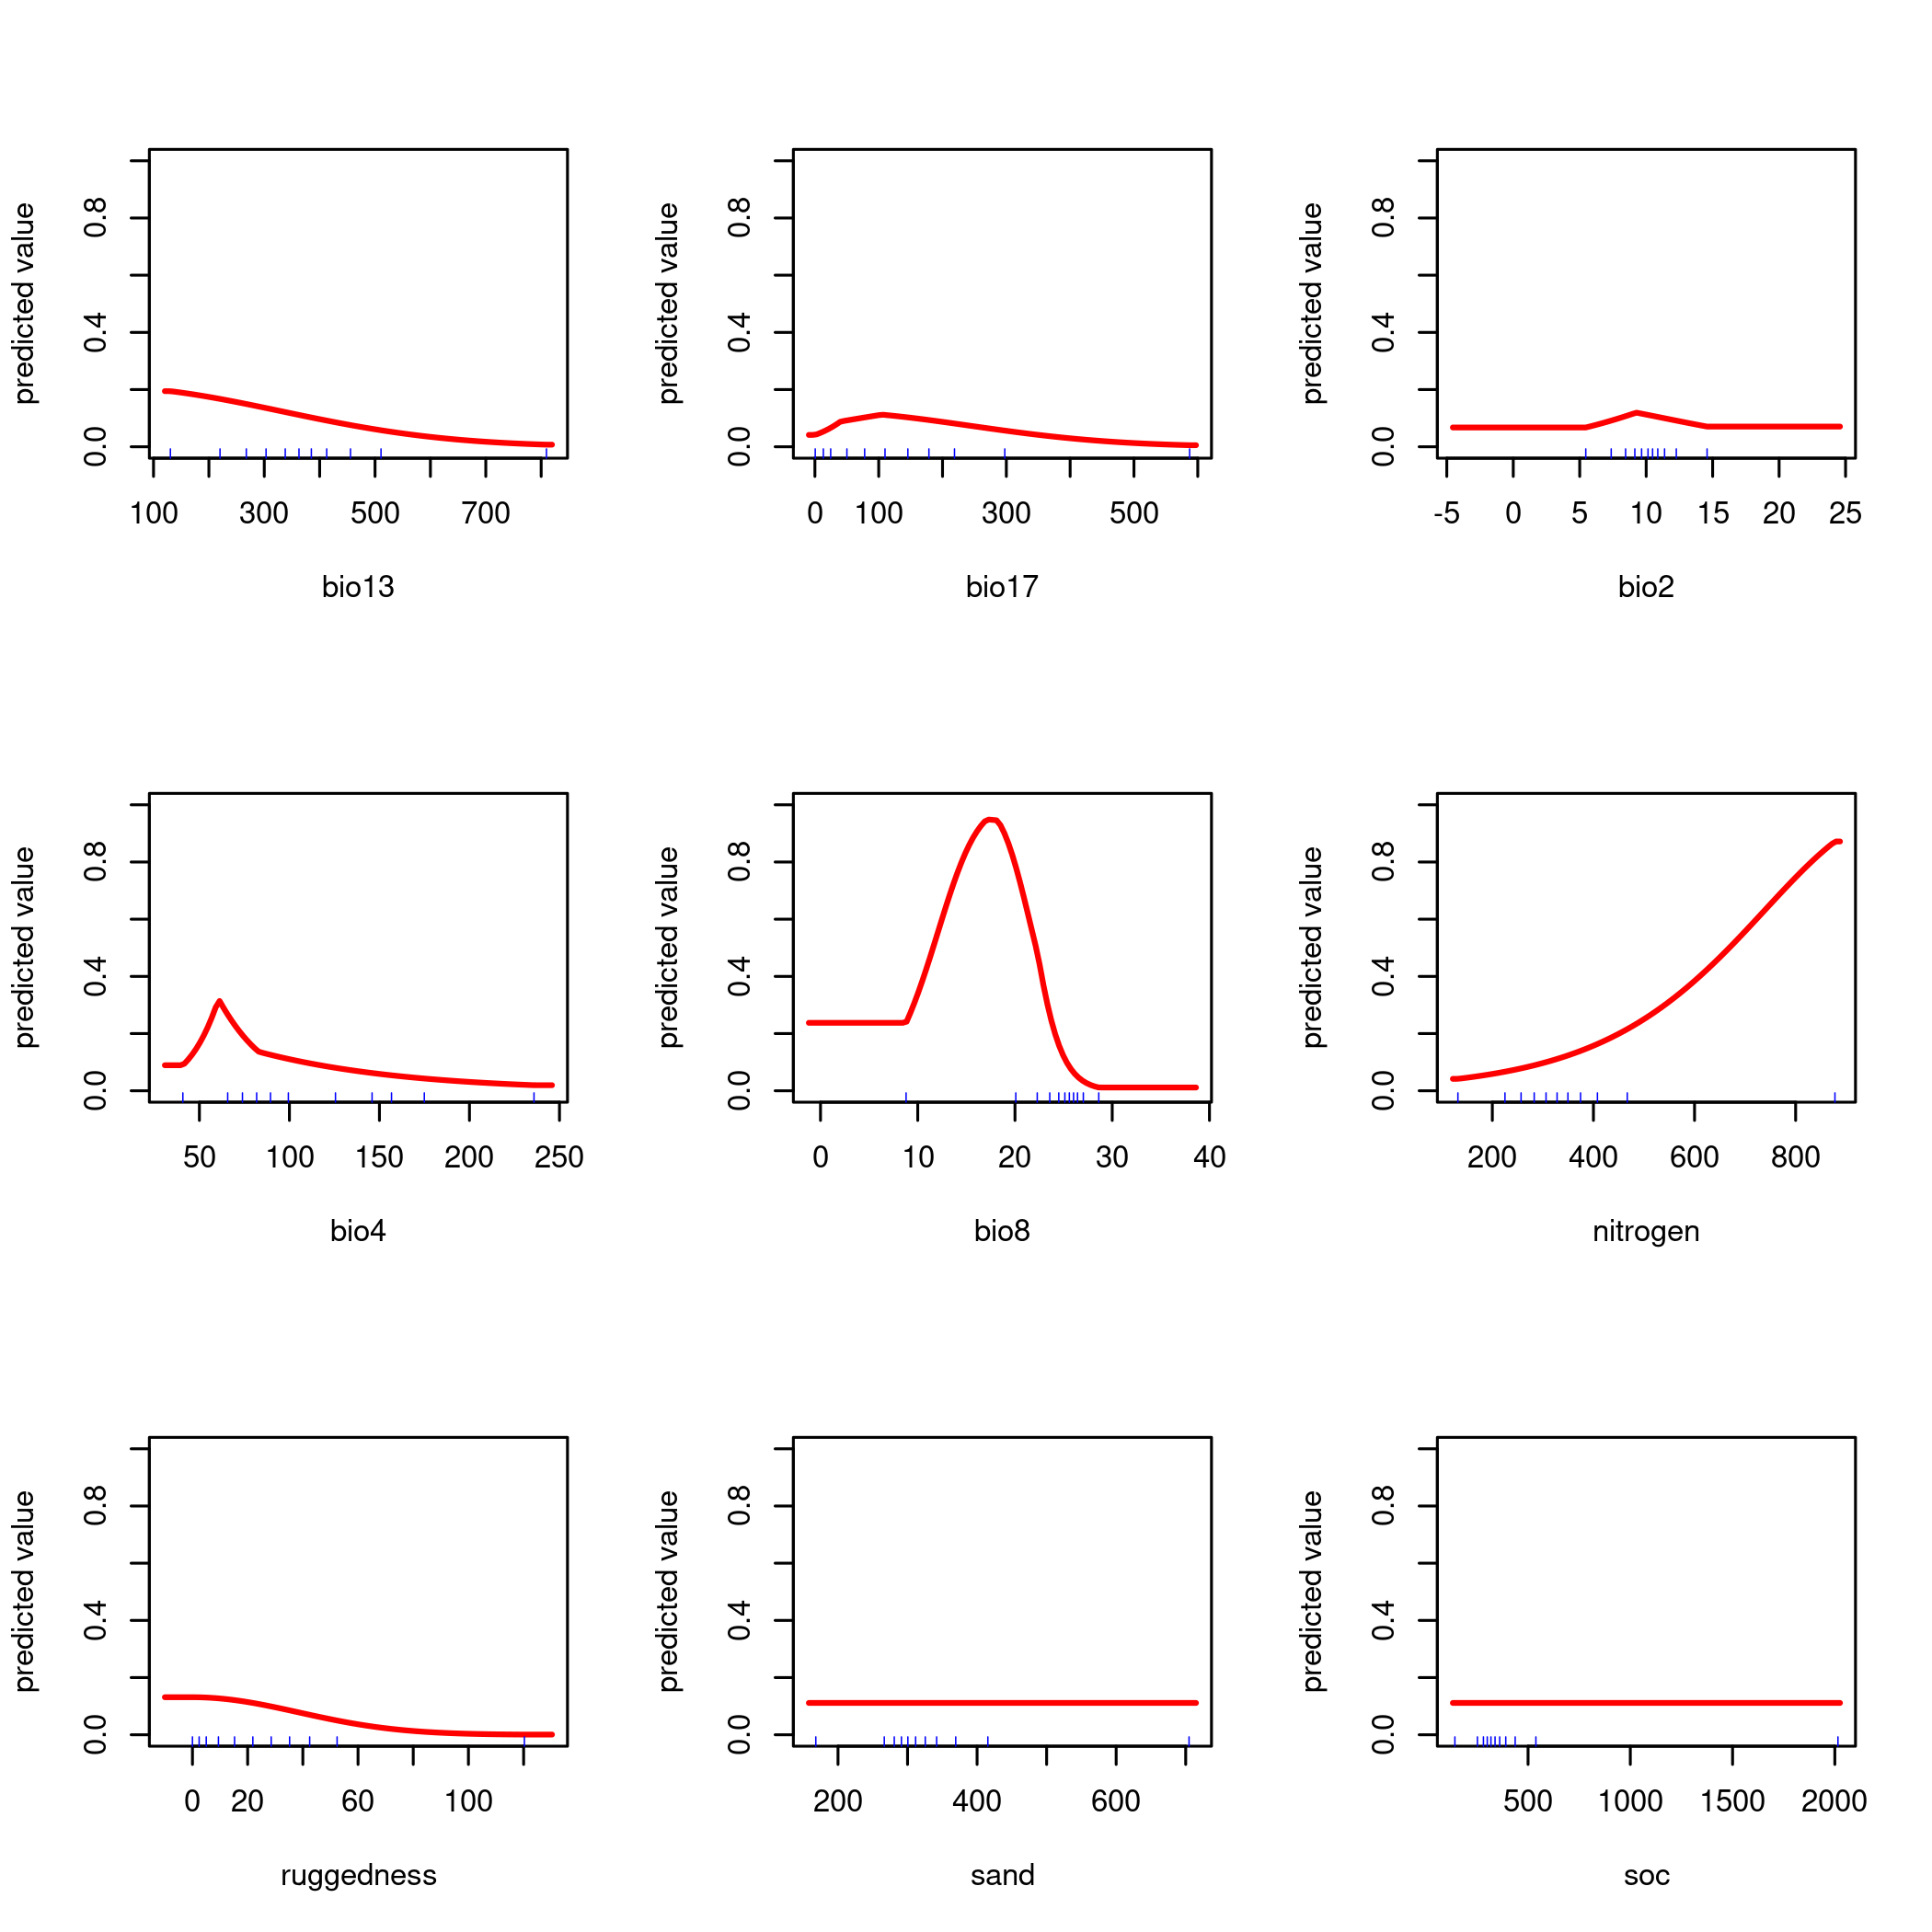 predicted value
0.0 0.4 0.8
100 300 500 700
bio13
predicted value
0.0 0.4 0.8
0 100 300 500
bio17
predicted value
0.0 0.4 0.8
-5 0 5 10 15 20 25
bio2
predicted value
0.0 0.4 0.8
50 100 150 200 250
bio4
predicted value
0.0 0.4 0.8
0 10 20 30 40
bio8
predicted value
0.0 0.4 0.8
200 400 600 800
nitrogen
predicted value
0.0 0.4 0.8
0 20 60 100
ruggedness
predicted value
0.0 0.4 0.8
200 400 600
sand
predicted value
0.0 0.4 0.8
500 1000 1500 2000
soc